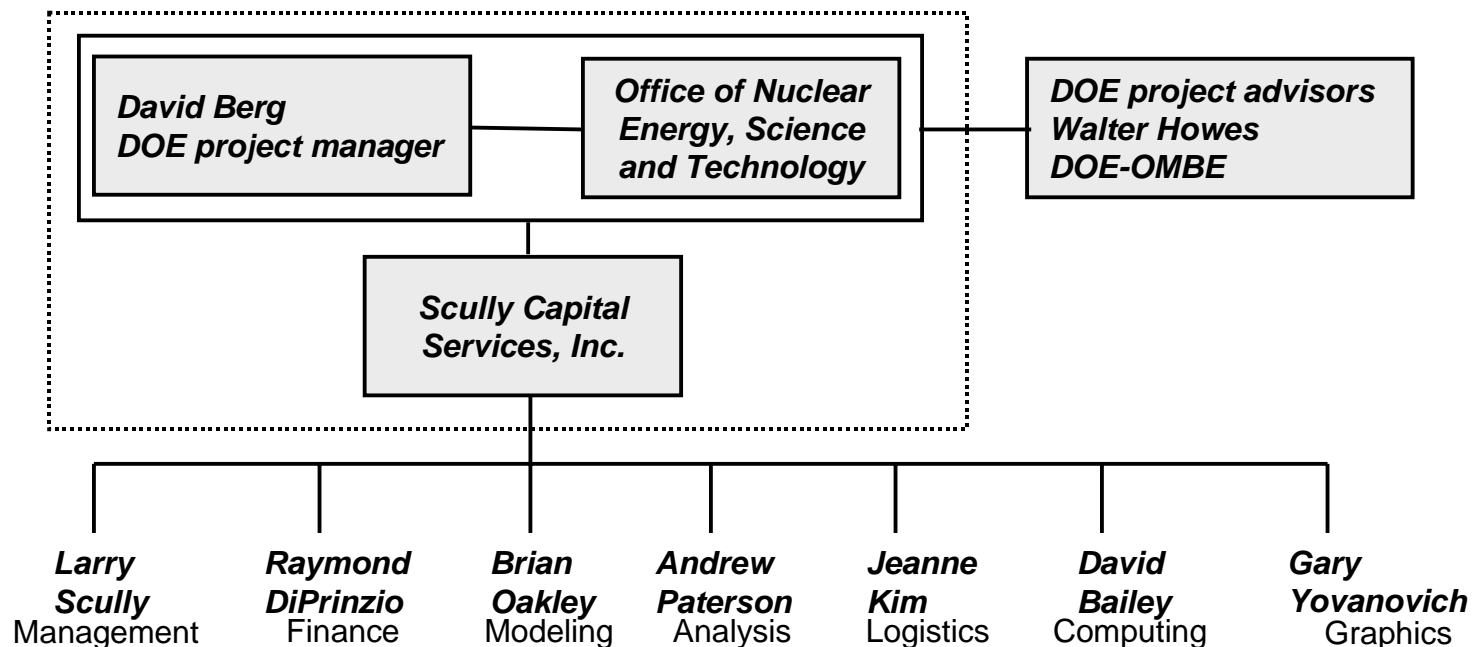 David Berg
DOE project manager
Office of Nuclear
Energy, Science
and Technology
DOE project advisors
Walter Howes
DOE-OMBE
Scully Capital
Services, Inc.
Larry
Scully
Management
Raymond
DiPrinzio
Finance
Brian
Oakley
Modeling
Andrew
Paterson
Analysis
Jeanne
Kim
Logistics
David
Bailey
Computing
Gary
Yovanovich
Graphics